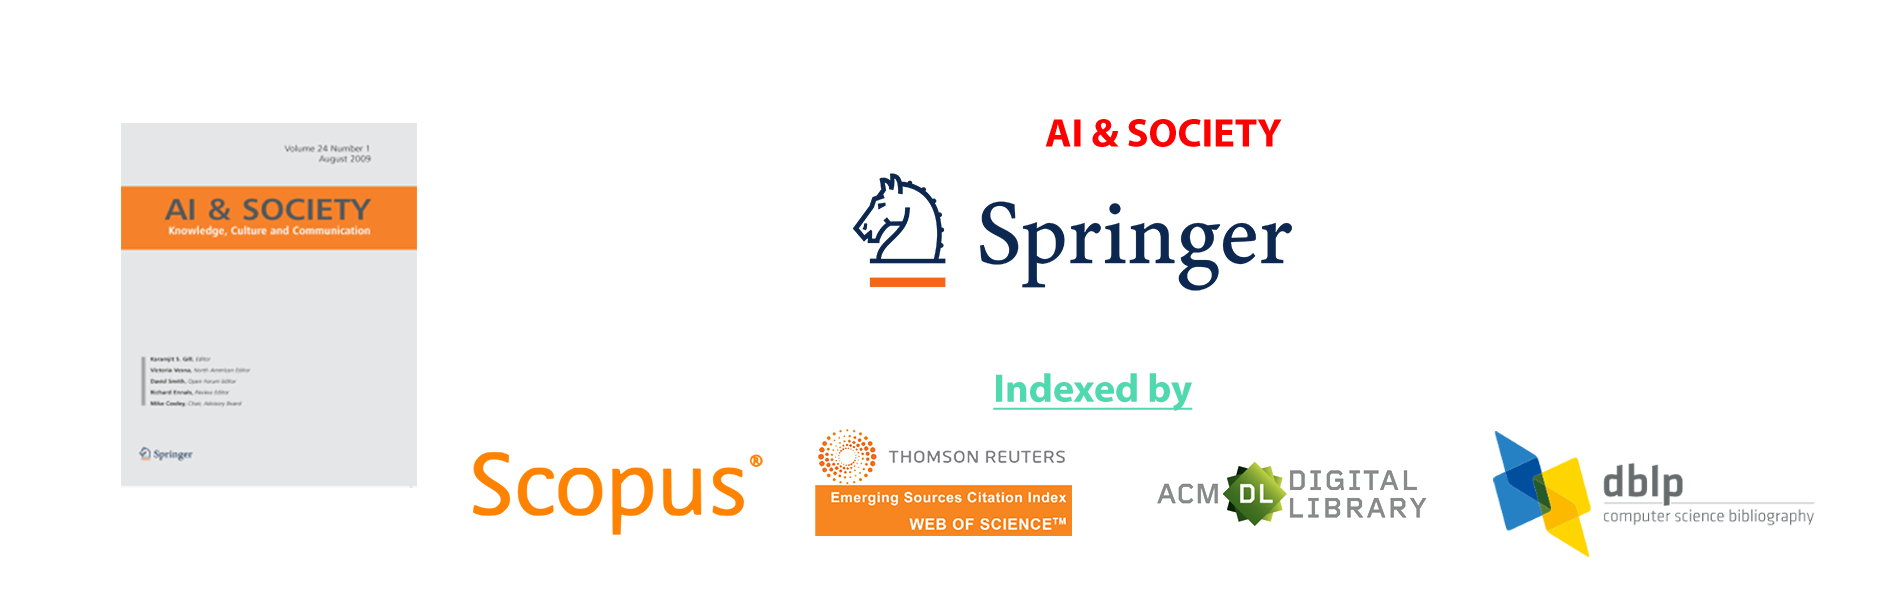 Volume 24 Number 1
August 2009
AI & SOCIETY
Knowledge, Culture and Communication
Karamjit S. Gill, Editor
Victoria Vesna, North American Editor
David Smith, Open Forum Editor
Richard Ennals, Review Editor
Mike Cooley, Chair, Advisory Board
Springer
AI & SOCIETY
Springer
Indexed by
Scopus®
THOMSON REUTERS
Emerging Sources Citation Index
WEB OF SCIENCE™
ACM DL DIGITAL
LIBRARY
dblp
computer science bibliography